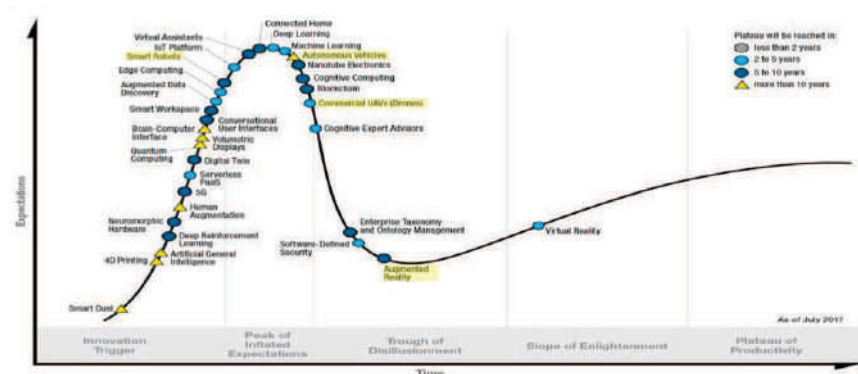 Connected Home
Deep Learning
Virtual Assistants
Machine Learning
IoT Platform
Autonomous Vehicles
Smart Robots
Nanotube Electronics
Edge Computing
Cognitive Computing
Blockchain
Augmented Data
Discovery
Commercial UAVs (Drones)
Smart Workspace
Conversational
User Interfaces
Cognitive Expert Advisors
Brain-Computer
Interface
Volumetric
Displays
Quantum
Computing
Digital Twin
Serverless
PaaS
5G
Human
Augmentation
Neuromorphic
Hardware
Deep Reinforcement
Learning
Artificial General
Intelligence
4D Printing
Smart Dust
Enterprise Taxonomy
and Ontology Management
Software-Defined
Security
Augmented
Reality
Virtual Reality
Plateau will be reached in:
less than 2 years
2 to 5 years
5 to 10 years
more than 10 years
Expectations
As of July 2017
Innovation
Trigger
Peak of
Inflated
Expectations
Trough of
Disillusionment
Slope of Enlightenment
Plateau of
Productivity
Time